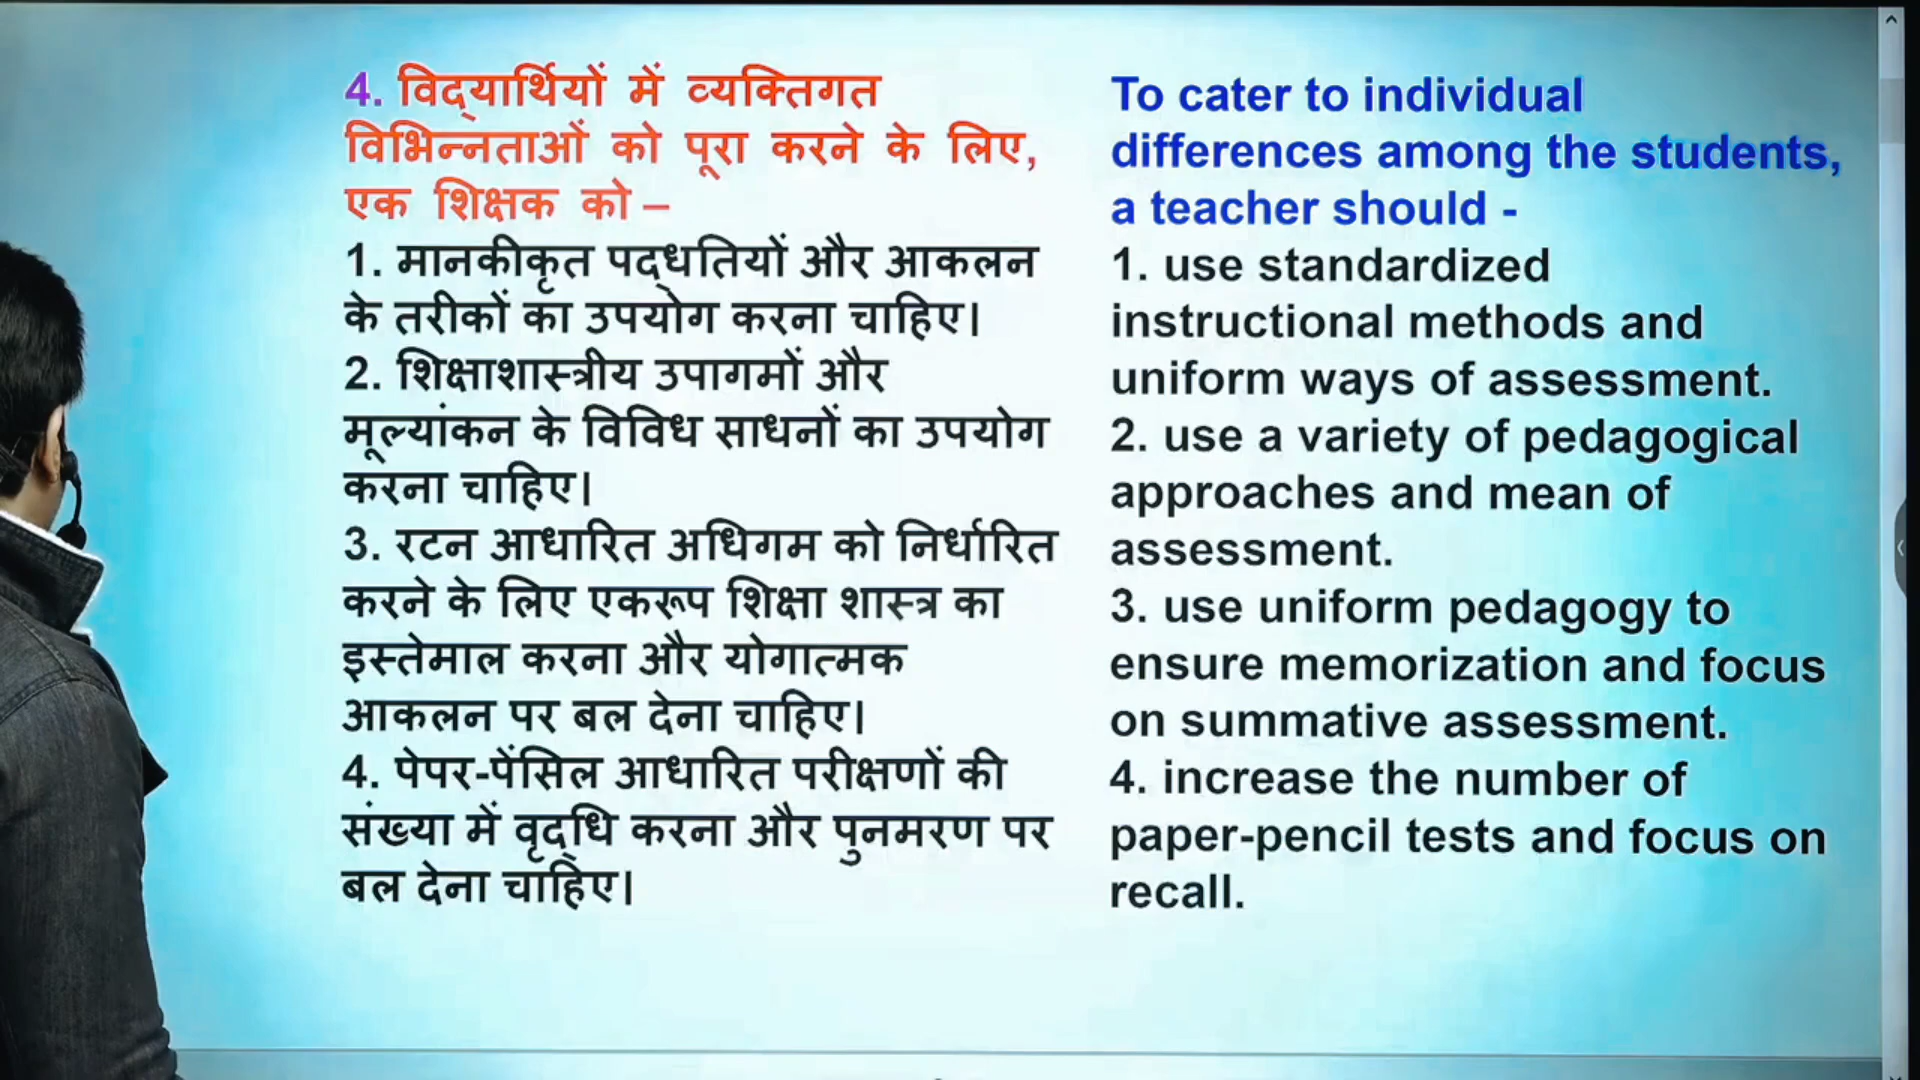 4. विद्यार्थियों में व्यक्तिगत
विभिन्नताओं को पूरा करने के लिए,
एक शिक्षक को –
1. मानकीकृत पद्धतियों और आकलन
के तरीकों का उपयोग करना चाहिए।
2. शिक्षाशास्त्रीय उपागमों और
मूल्यांकन के विविध साधनों का उपयोग
करना चाहिए।
3. रटन आधारित अधिगम को निर्धारित
करने के लिए एकरूप शिक्षा शास्त्र का
इस्तेमाल करना और योगात्मक
आकलन पर बल देना चाहिए।
4. पेपर-पेंसिल आधारित परीक्षणों की
संख्या में वृद्धि करना और पुनमरण पर
बल देना चाहिए।
To cater to individual
differences among the students,
a teacher should -
1. use standardized
instructional methods and
uniform ways of assessment.
2. use a variety of pedagogical
approaches and mean of
assessment.
3. use uniform pedagogy to
ensure memorization and focus
on summative assessment.
4. increase the number of
paper-pencil tests and focus on
recall.